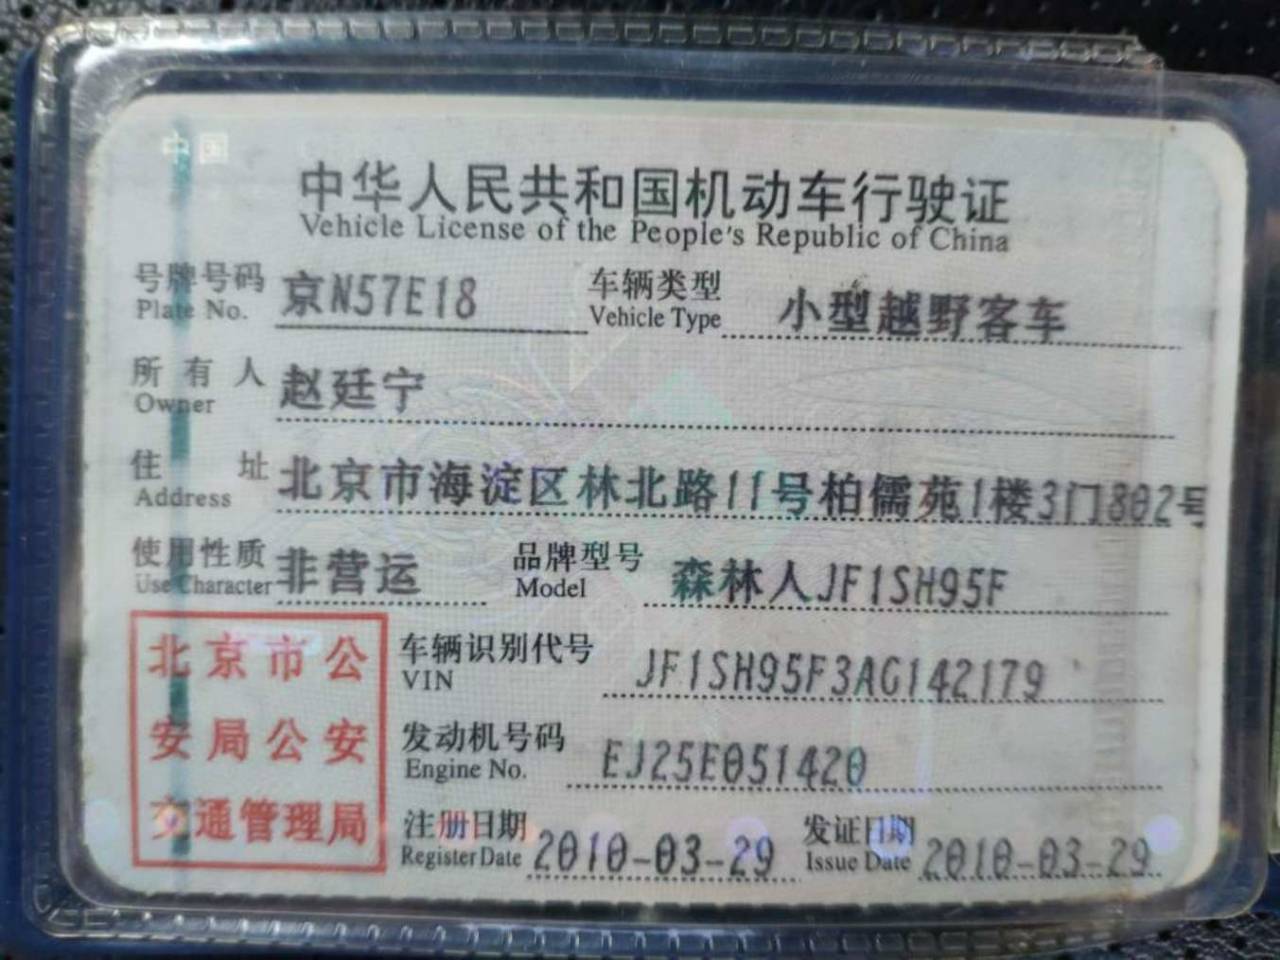 中国
中华人民共和国机动车行驶证
Vehicle License of the People's Republic of China
号牌号码 京N57E18 车辆类型 小型越野客车
Plate No. Vehicle Type
所有人 赵廷宁
Owner
住址 北京市海淀区林北路11号柏儒苑1楼3门802号
Address
使用性质 非营运 品牌型号 森林人JF1SH95F
Use Character Model
北京市公
安局公安
交通管理局
车辆识别代号 JF1SH95F3AG142179
VIN
发动机号码 EJ25E051420
Engine No.
注册日期 2010-03-29 发证日期 2010-03-29
Register Date Issue Date